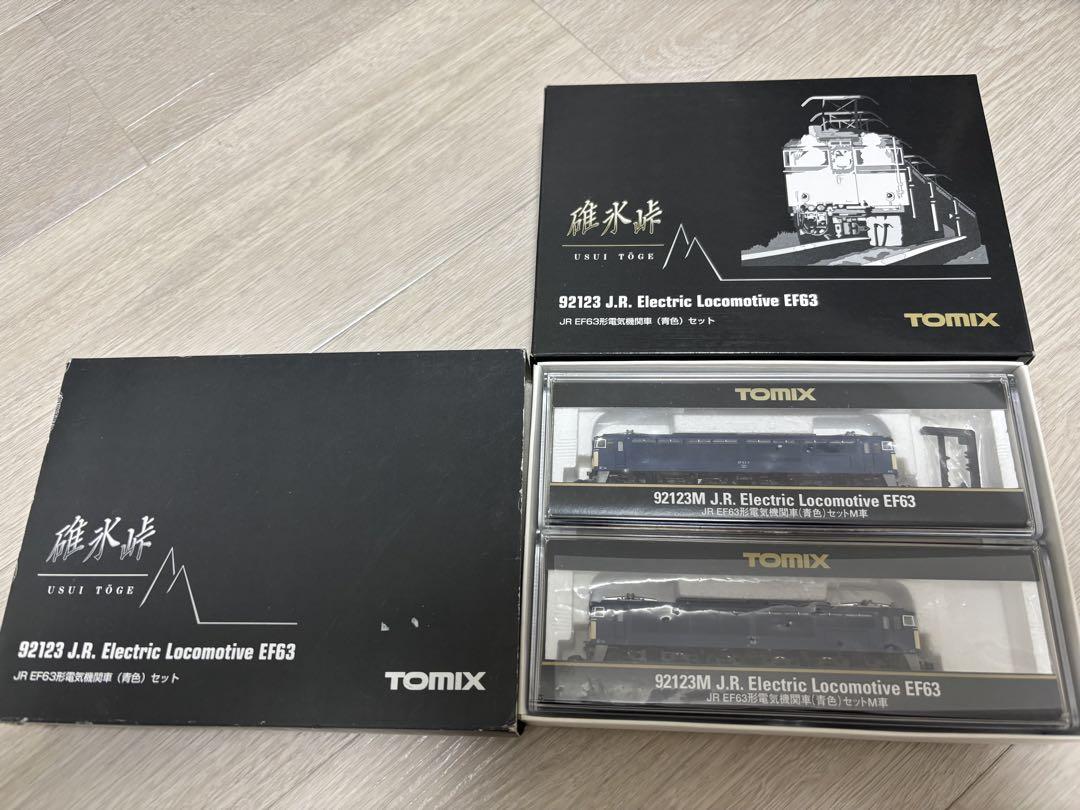 碓氷峠
USUI TŌGE
92123 J.R. Electric Locomotive EF63
JR EF63形電気機関車（青色）セット
TOMIX
TOMIX
92123M J.R. Electric Locomotive EF63
JR EF63形電気機関車(青色)セットM車
TOMIX
92123M J.R. Electric Locomotive EF63
JR EF63形電気機関車(青色)セットM車
碓氷峠
USUI TŌGE
92123 J.R. Electric Locomotive EF63
JR EF63形電気機関車（青色）セット
TOMIX